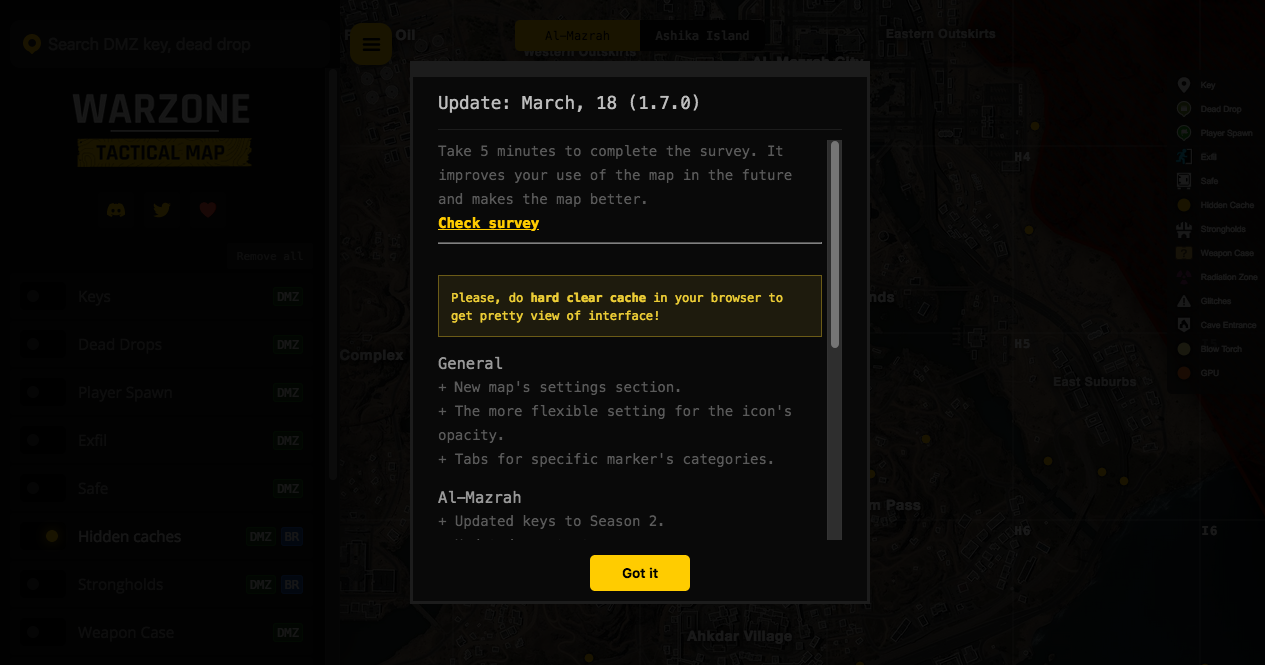 Search DMZ key, dead drop
WARZONE
TACTICAL MAP
Remove all
Keys DMZ
Dead Drops DMZ
Player Spawn DMZ
Exfil DMZ
Safe DMZ
Hidden caches DMZ BR
Strongholds DMZ BR
Weapon Case DMZ
Oil
Al-Mazrah
Ashika Island
Western Outskirts
Al-Mazrah City
Eastern Outskirts
Update: March, 18 (1.7.0)
Take 5 minutes to complete the survey. It
improves your use of the map in the future
and makes the map better.
Check survey
Please, do hard clear cache in your browser to
get pretty view of interface!
General
+ New map's settings section.
+ The more flexible setting for the icon's
opacity.
+ Tabs for specific marker's categories.
Al-Mazrah
+ Updated keys to Season 2.
Got it
Complex
nds
East Suburbs
m Pass
Ahkdar Village
H4
H5
H6
I6
Key
Dead Drop
Player Spawn
Exfil
Safe
Hidden Cache
Strongholds
Weapon Case
Radiation Zone
Glitches
Cave Entrance
Blow Torch
GPU